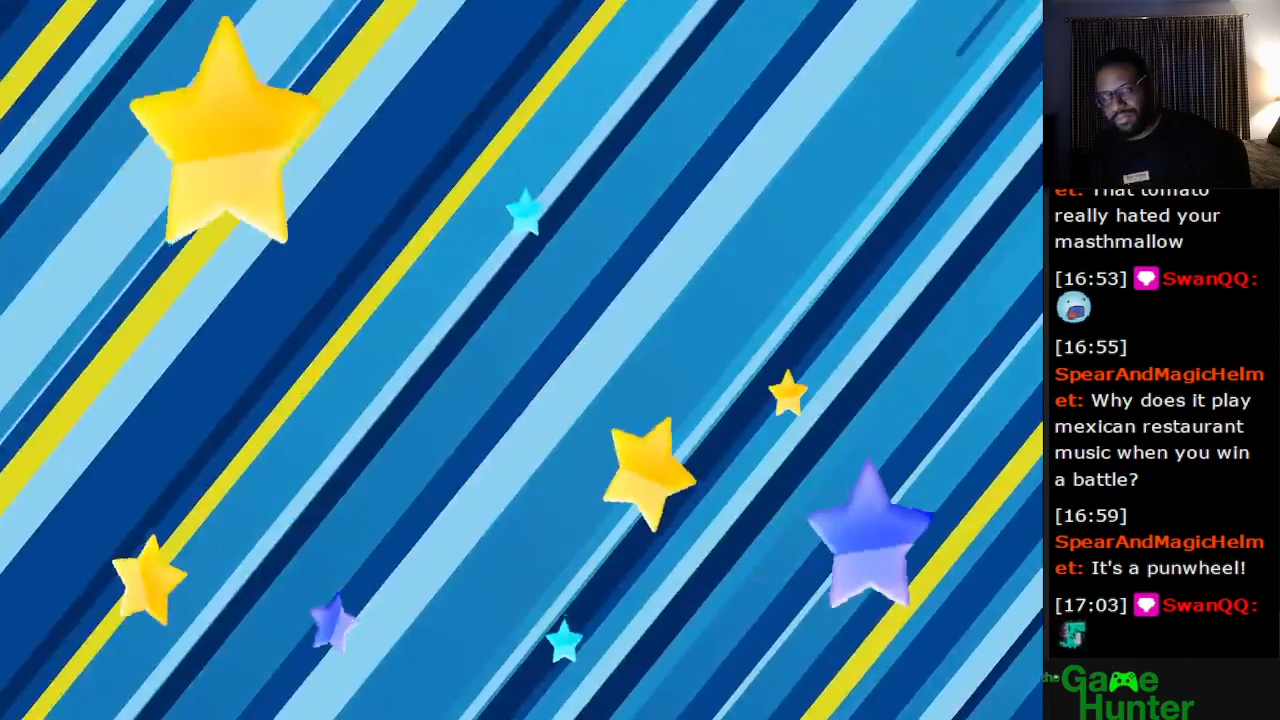 et: That tomato
really hated your
masthmallow
[16:53] SwanQQ:
[16:55]
SpearAndMagicHelm
et: Why does it play
mexican restaurant
music when you win
a battle?
[16:59]
SpearAndMagicHelm
et: It's a punwheel!
[17:03] SwanQQ:
the Game
Hunter